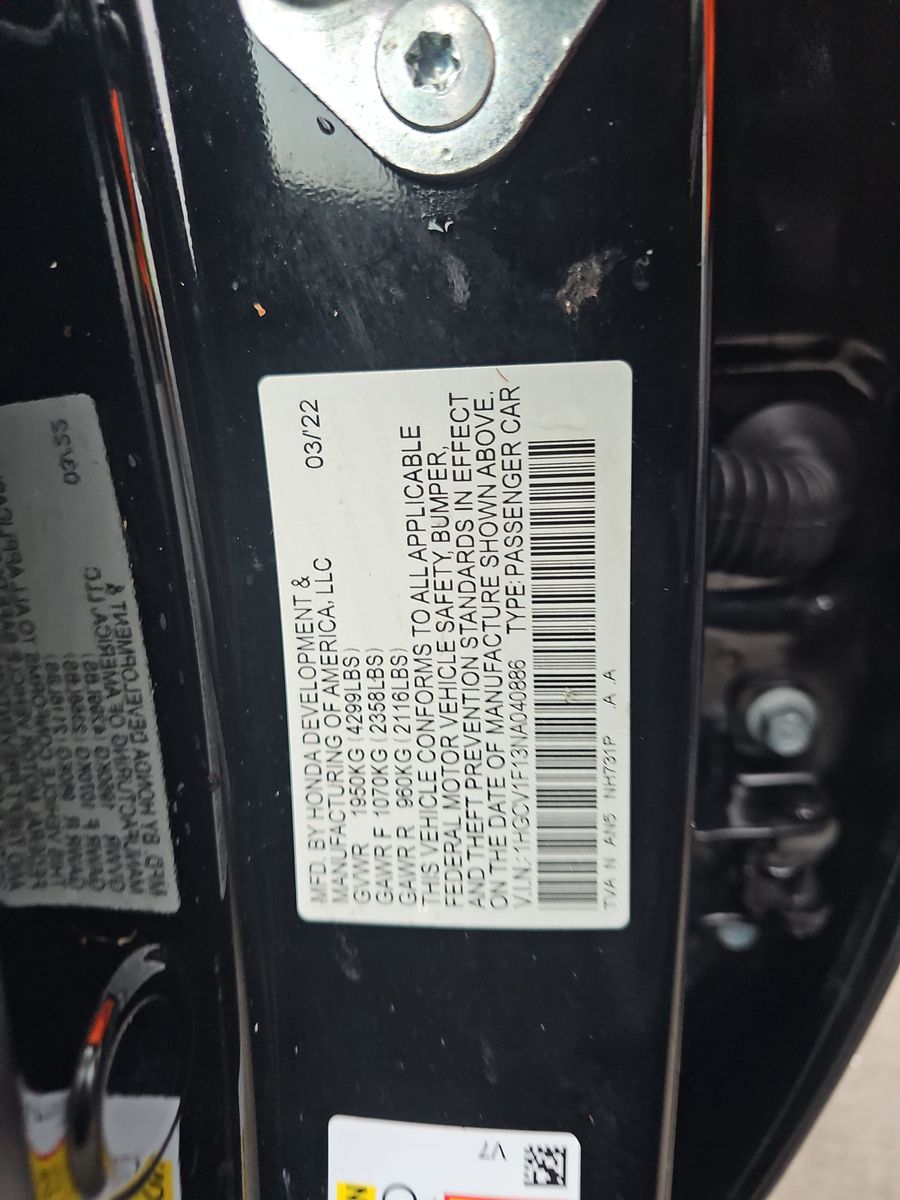 MFD. BY HONDA DEVELOPMENT &
MANUFACTURING OF AMERICA, LLC 03/'22
GVWR 1950KG (4299LBS)
GAWR F 1070KG (2358LBS)
GAWR R 960KG (2116LBS)
THIS VEHICLE CONFORMS TO ALL APPLICABLE
FEDERAL MOTOR VEHICLE SAFETY, BUMPER,
AND THEFT PREVENTION STANDARDS IN EFFECT
ON THE DATE OF MANUFACTURE SHOWN ABOVE.
V.I.N.: 1HGCV1F13NA040886 TYPE: PASSENGER CAR
TVA N AN5 NH731P A A
V7